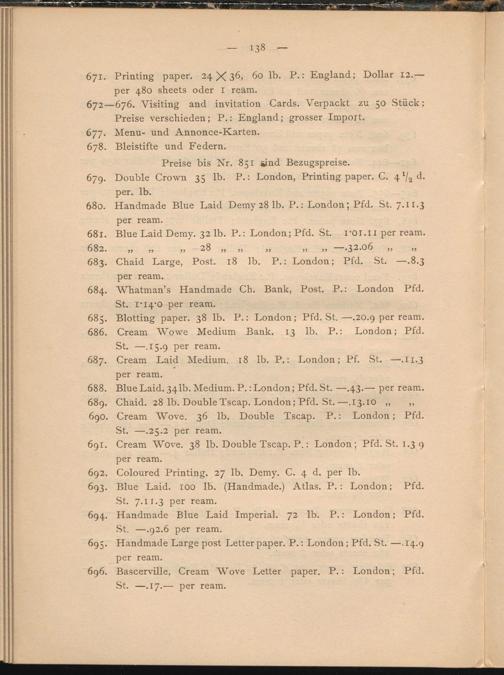 — 138 —
671. Printing paper. 24 × 36, 60 lb. P.: England; Dollar 12.—
per 480 sheets oder 1 ream.
672—676. Visiting and invitation Cards. Verpackt zu 50 Stück;
Preise verschieden; P.: England; grosser Import.
677. Menu- und Annonce-Karten.
678. Bleistifte und Federn.
Preise bis Nr. 851 sind Bezugspreise.
679. Double Crown 35 lb. P.: London, Printing paper. C. 4 1/2 d.
per. lb.
680. Handmade Blue Laid Demy 28 lb. P.: London; Pfd. St. 7.11.3
per ream.
681. Blue Laid Demy. 32 lb. P.: London; Pfd. St. 1·01.11 per ream.
682. „ „ „ 28 „ „ „ „ „ —.32.06 „ „
683. Chaid Large, Post. 18 lb. P.: London; Pfd. St. —.8.3
per ream.
684. Whatman's Handmade Ch. Bank, Post. P.: London Pfd.
St. 1·14·0 per ream.
685. Blotting paper. 38 lb. P.: London; Pfd. St. —.20.9 per ream.
686. Cream Wowe Medium Bank. 13 lb. P.: London; Pfd.
St. —.15.9 per ream.
687. Cream Laid Medium. 18 lb. P.: London; Pf. St. —.11.3
per ream.
688. Blue Laid. 34 lb. Medium. P.: London; Pfd. St. —.43.— per ream.
689. Chaid. 28 lb. Double Tscap. London; Pfd. St. —.13.10 „ „
690. Cream Wove. 36 lb. Double Tscap. P.: London; Pfd.
St. —.25.2 per ream.
691. Cream Wove. 38 lb. Double Tscap. P.: London; Pfd. St. 1.3 9
per ream.
692. Coloured Printing. 27 lb. Demy. C. 4 d. per lb.
693. Blue Laid. 100 lb. (Handmade.) Atlas. P.: London; Pfd.
St. 7.11.3 per ream.
694. Handmade Blue Laid Imperial. 72 lb. P.: London; Pfd.
St. —.92.6 per ream.
695. Handmade Large post Letter paper. P.: London; Pfd. St. —.14.9
per ream.
696. Bascerville, Cream Wove Letter paper. P.: London; Pfd.
St. —.17.— per ream.